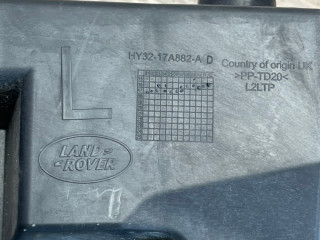 HY32-17A882-A D
Country of origin UK
>PP-TD20<
L2LTP
L
LAND-
-ROVER